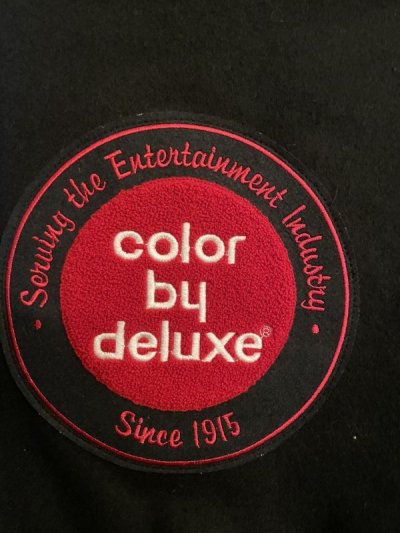 • Serving the Entertainment Industry •
color
by
deluxe®
Since 1915